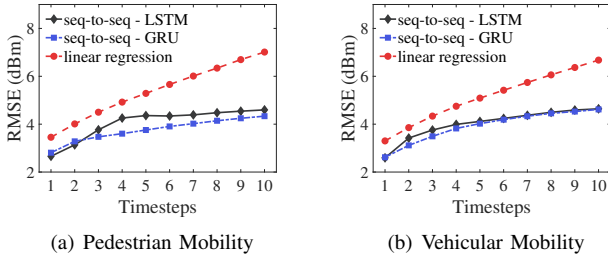 seq-to-seq - LSTM
seq-to-seq - GRU
linear regression
RMSE (dBm)
8
6
4
2
1 2 3 4 5 6 7 8 9 10
Timesteps
(a) Pedestrian Mobility
seq-to-seq - LSTM
seq-to-seq - GRU
linear regression
RMSE (dBm)
8
6
4
2
1 2 3 4 5 6 7 8 9 10
Timesteps
(b) Vehicular Mobility